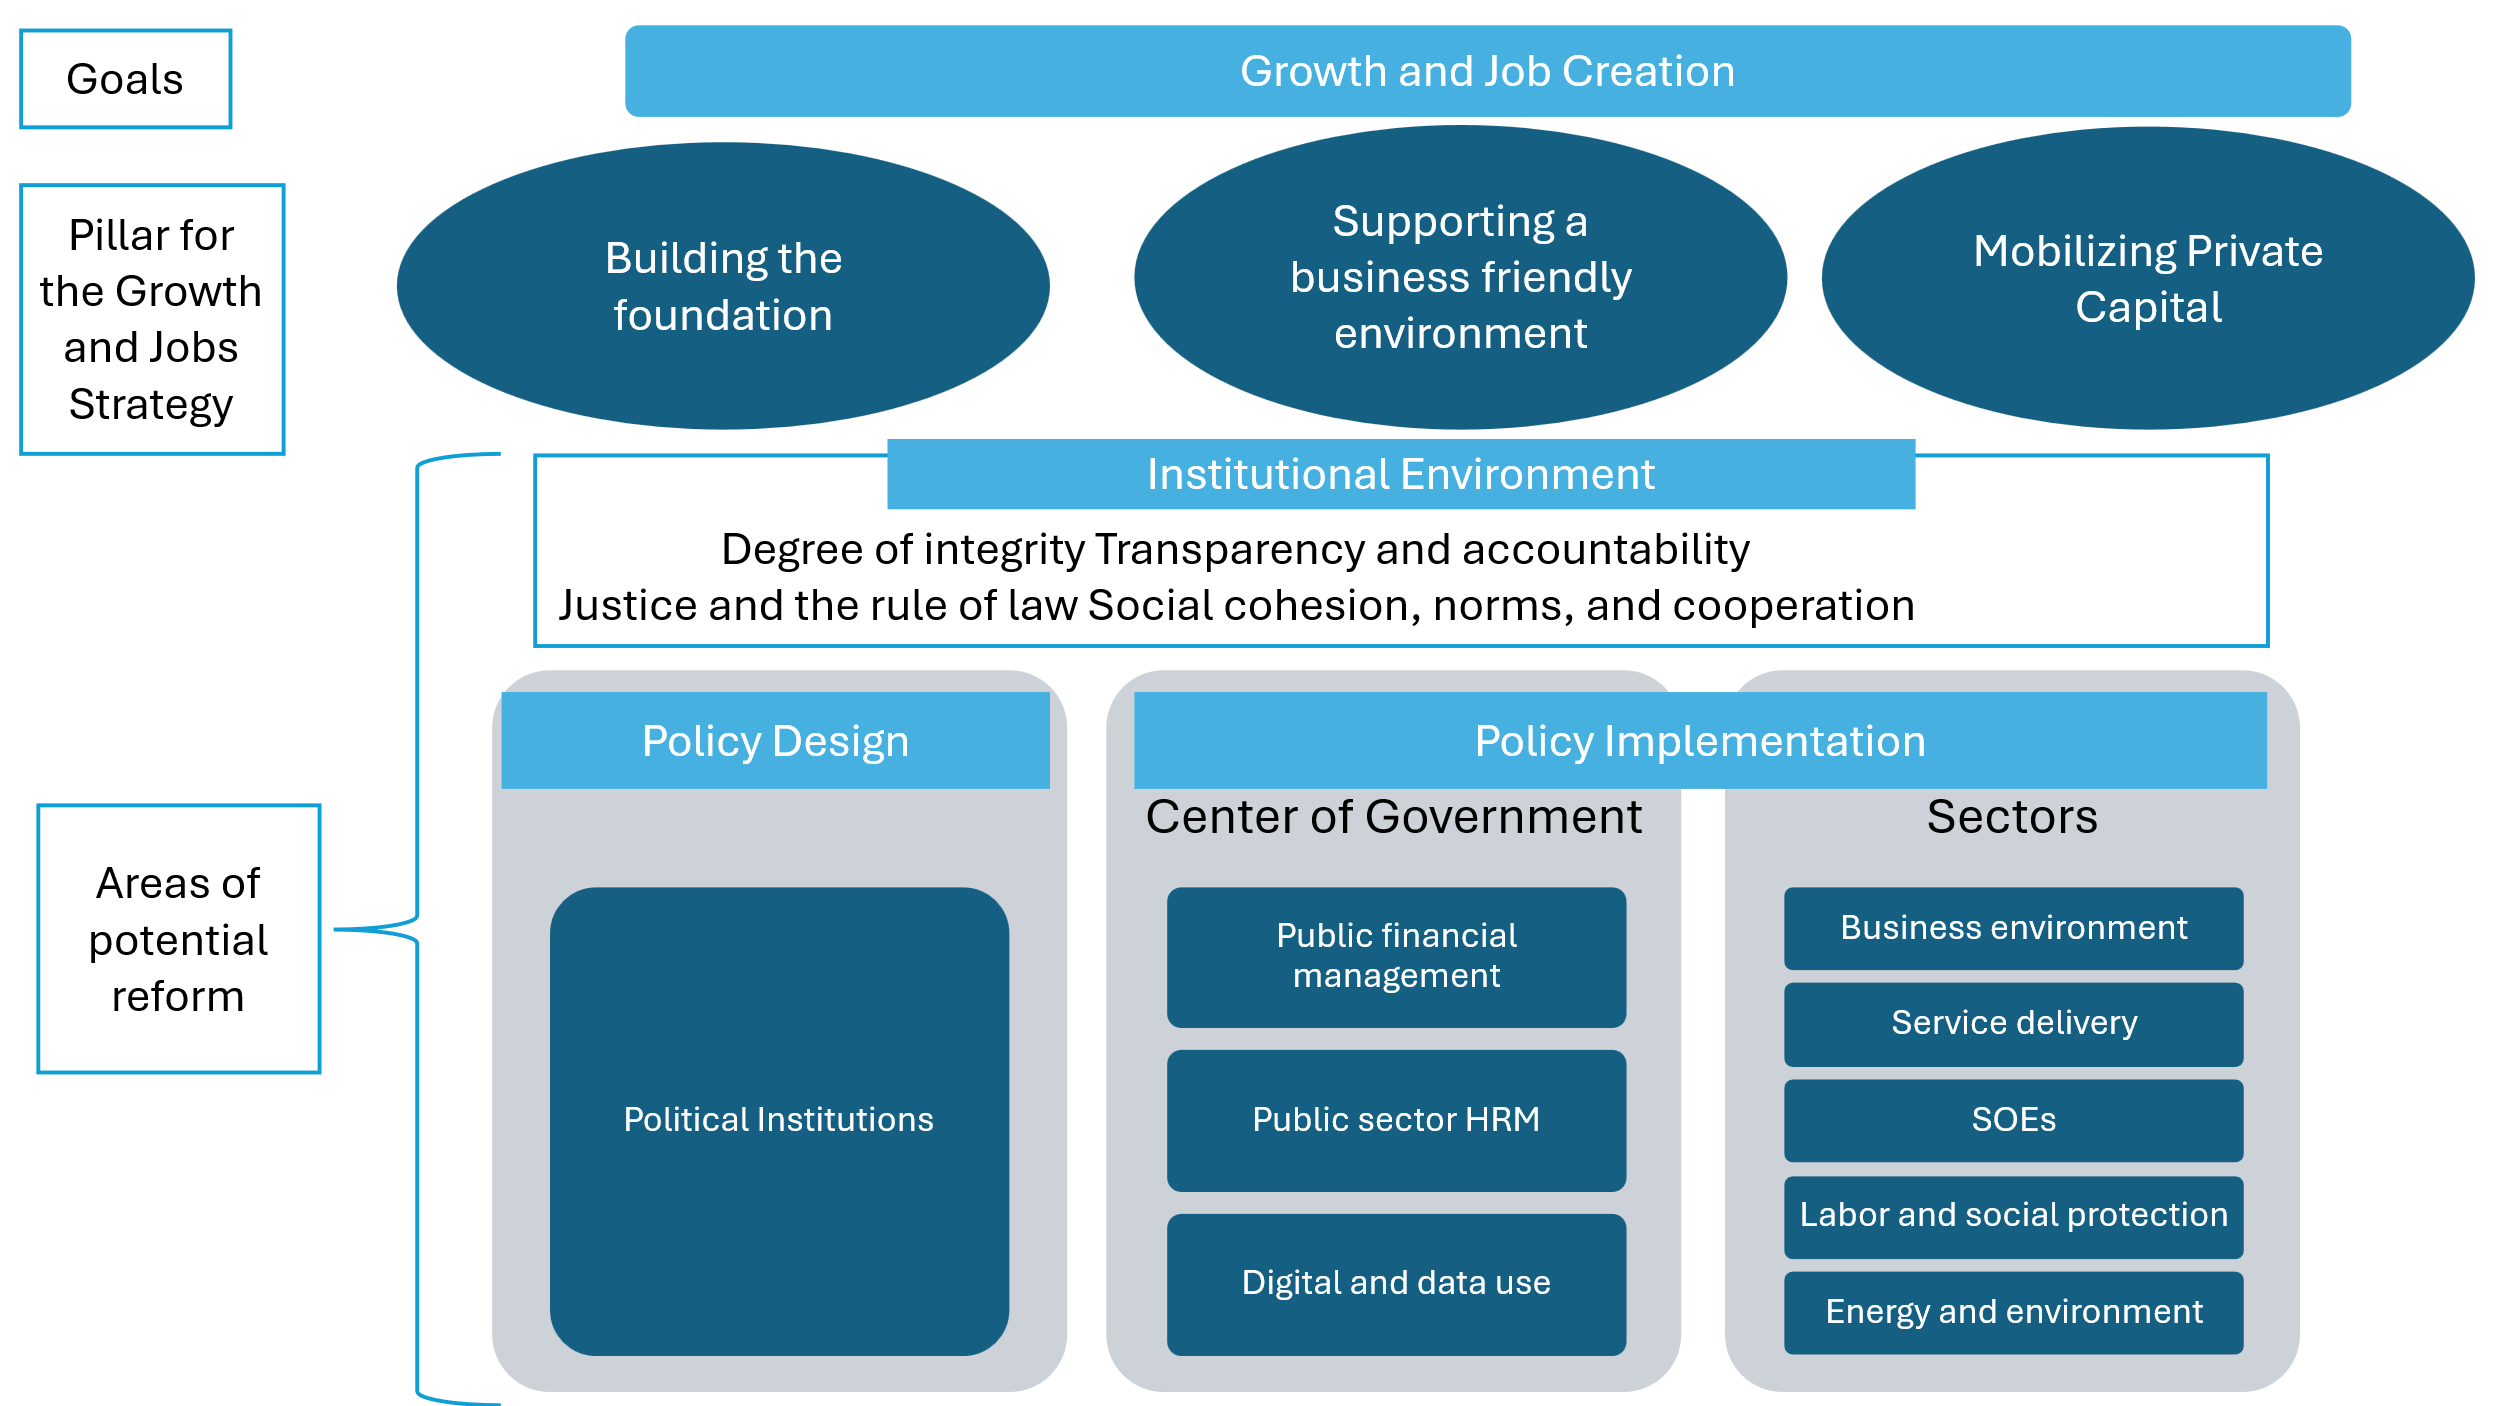 Goals
Growth and Job Creation
Pillar for
the Growth
and Jobs
Strategy
Building the
foundation
Supporting a
business friendly
environment
Mobilizing Private
Capital
Institutional Environment
Degree of integrity Transparency and accountability
Justice and the rule of law Social cohesion, norms, and cooperation
Areas of
potential
reform
Policy Design
Political Institutions
Policy Implementation
Center of Government
Public financial
management
Public sector HRM
Digital and data use
Sectors
Business environment
Service delivery
SOEs
Labor and social protection
Energy and environment